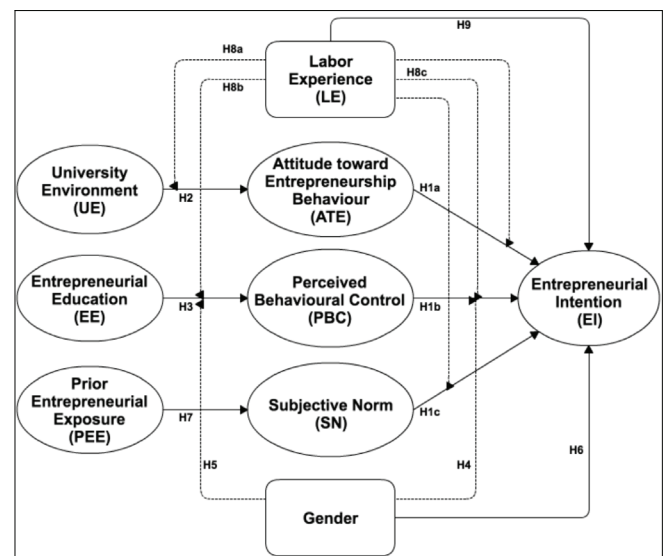 H9
H8a
Labor
Experience
(LE)
H8c
H8b
University
Environment
(UE)
H2
Attitude toward
Entrepreneurship
Behaviour
(ATE)
H1a
Entrepreneurial
Education
(EE)
H3
Perceived
Behavioural Control
(PBC)
H1b
Entrepreneurial
Intention
(EI)
Prior
Entrepreneurial
Exposure
(PEE)
H7
Subjective Norm
(SN)
H1c
H5
H4
H6
Gender